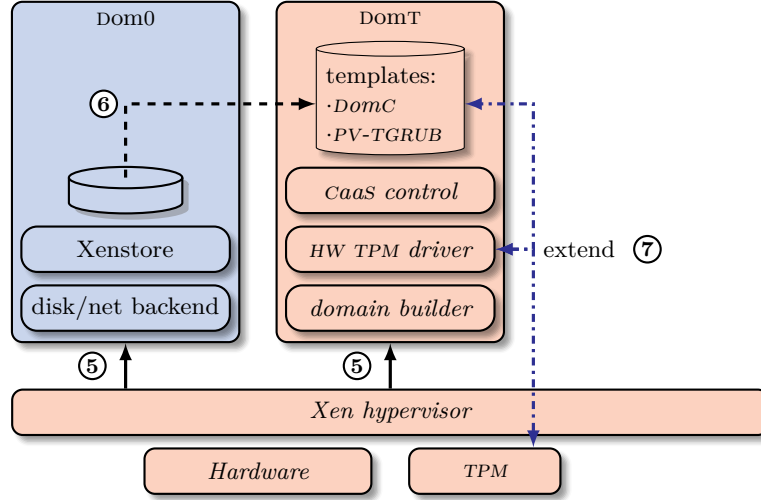 Dom0
DomT
templates:
·DomC
·PV-TGRUB
6
CaaS control
Xenstore
HW TPM driver
extend 7
disk/net backend
domain builder
5
5
Xen hypervisor
Hardware
TPM